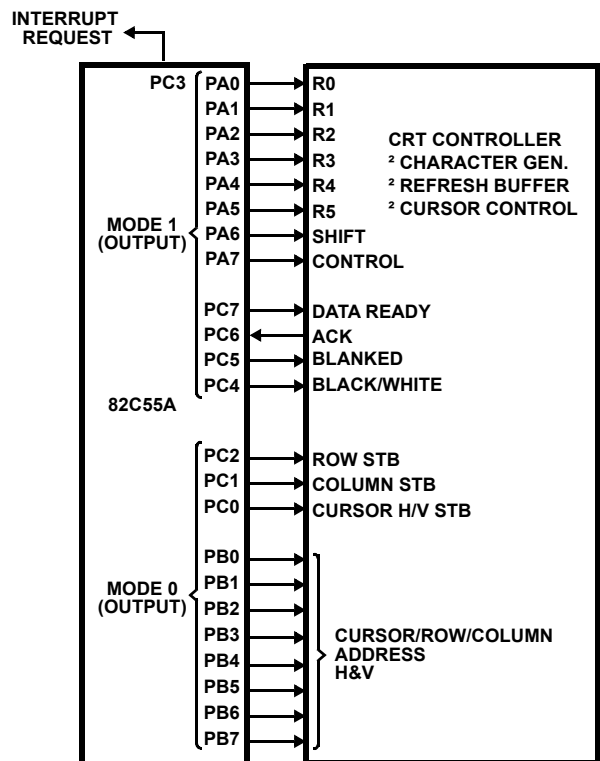 INTERRUPT
REQUEST
PC3 PA0 R0
PA1 R1
PA2 R2
PA3 R3
PA4 R4
PA5 R5
PA6 SHIFT
PA7 CONTROL
CRT CONTROLLER
² CHARACTER GEN.
² REFRESH BUFFER
² CURSOR CONTROL
MODE 1
(OUTPUT)
PC7 DATA READY
PC6 ACK
PC5 BLANKED
PC4 BLACK/WHITE
82C55A
PC2 ROW STB
PC1 COLUMN STB
PC0 CURSOR H/V STB
MODE 0
(OUTPUT)
PB0
PB1
PB2
PB3
PB4
PB5
PB6
PB7
CURSOR/ROW/COLUMN
ADDRESS
H&V